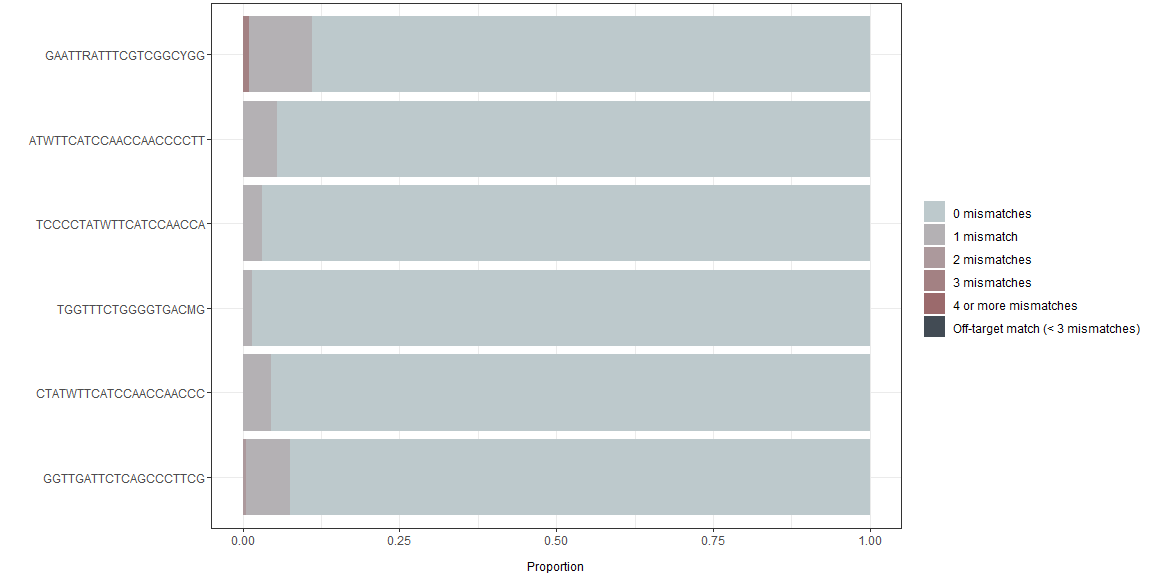 GAATTRATTTCGTCGGCYGG
ATWTTCATCCAACCAACCCCTT
TCCCCTATWTTCATCCAACCA
TGGTTTCTGGGGTGACMG
CTATWTTCATCCAACCAACCC
GGTTGATTCTCAGCCCTTCG
0.00 0.25 0.50 0.75 1.00
Proportion
0 mismatches
1 mismatch
2 mismatches
3 mismatches
4 or more mismatches
Off-target match (< 3 mismatches)